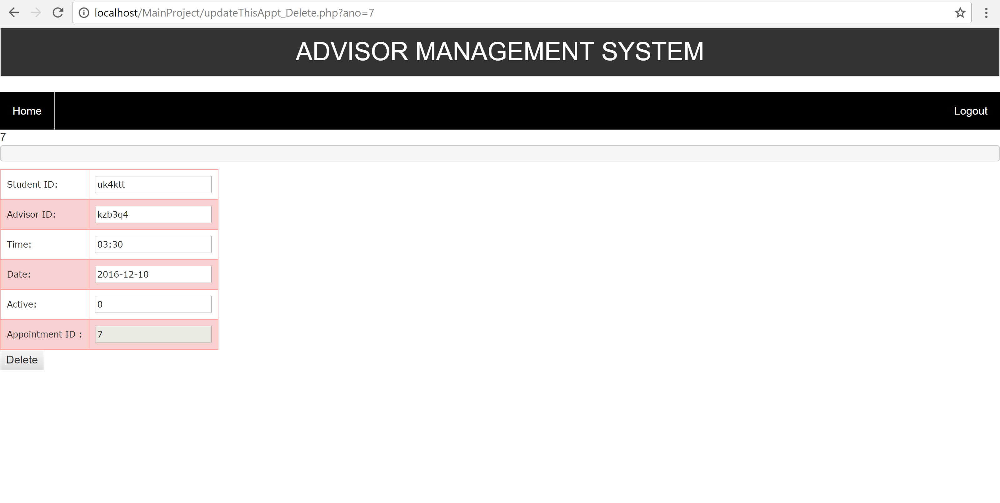 localhost/MainProject/updateThisAppt_Delete.php?ano=7
ADVISOR MANAGEMENT SYSTEM
Home Logout
7
Student ID: uk4ktt
Advisor ID: kzb3q4
Time: 03:30
Date: 2016-12-10
Active: 0
Appointment ID : 7
Delete